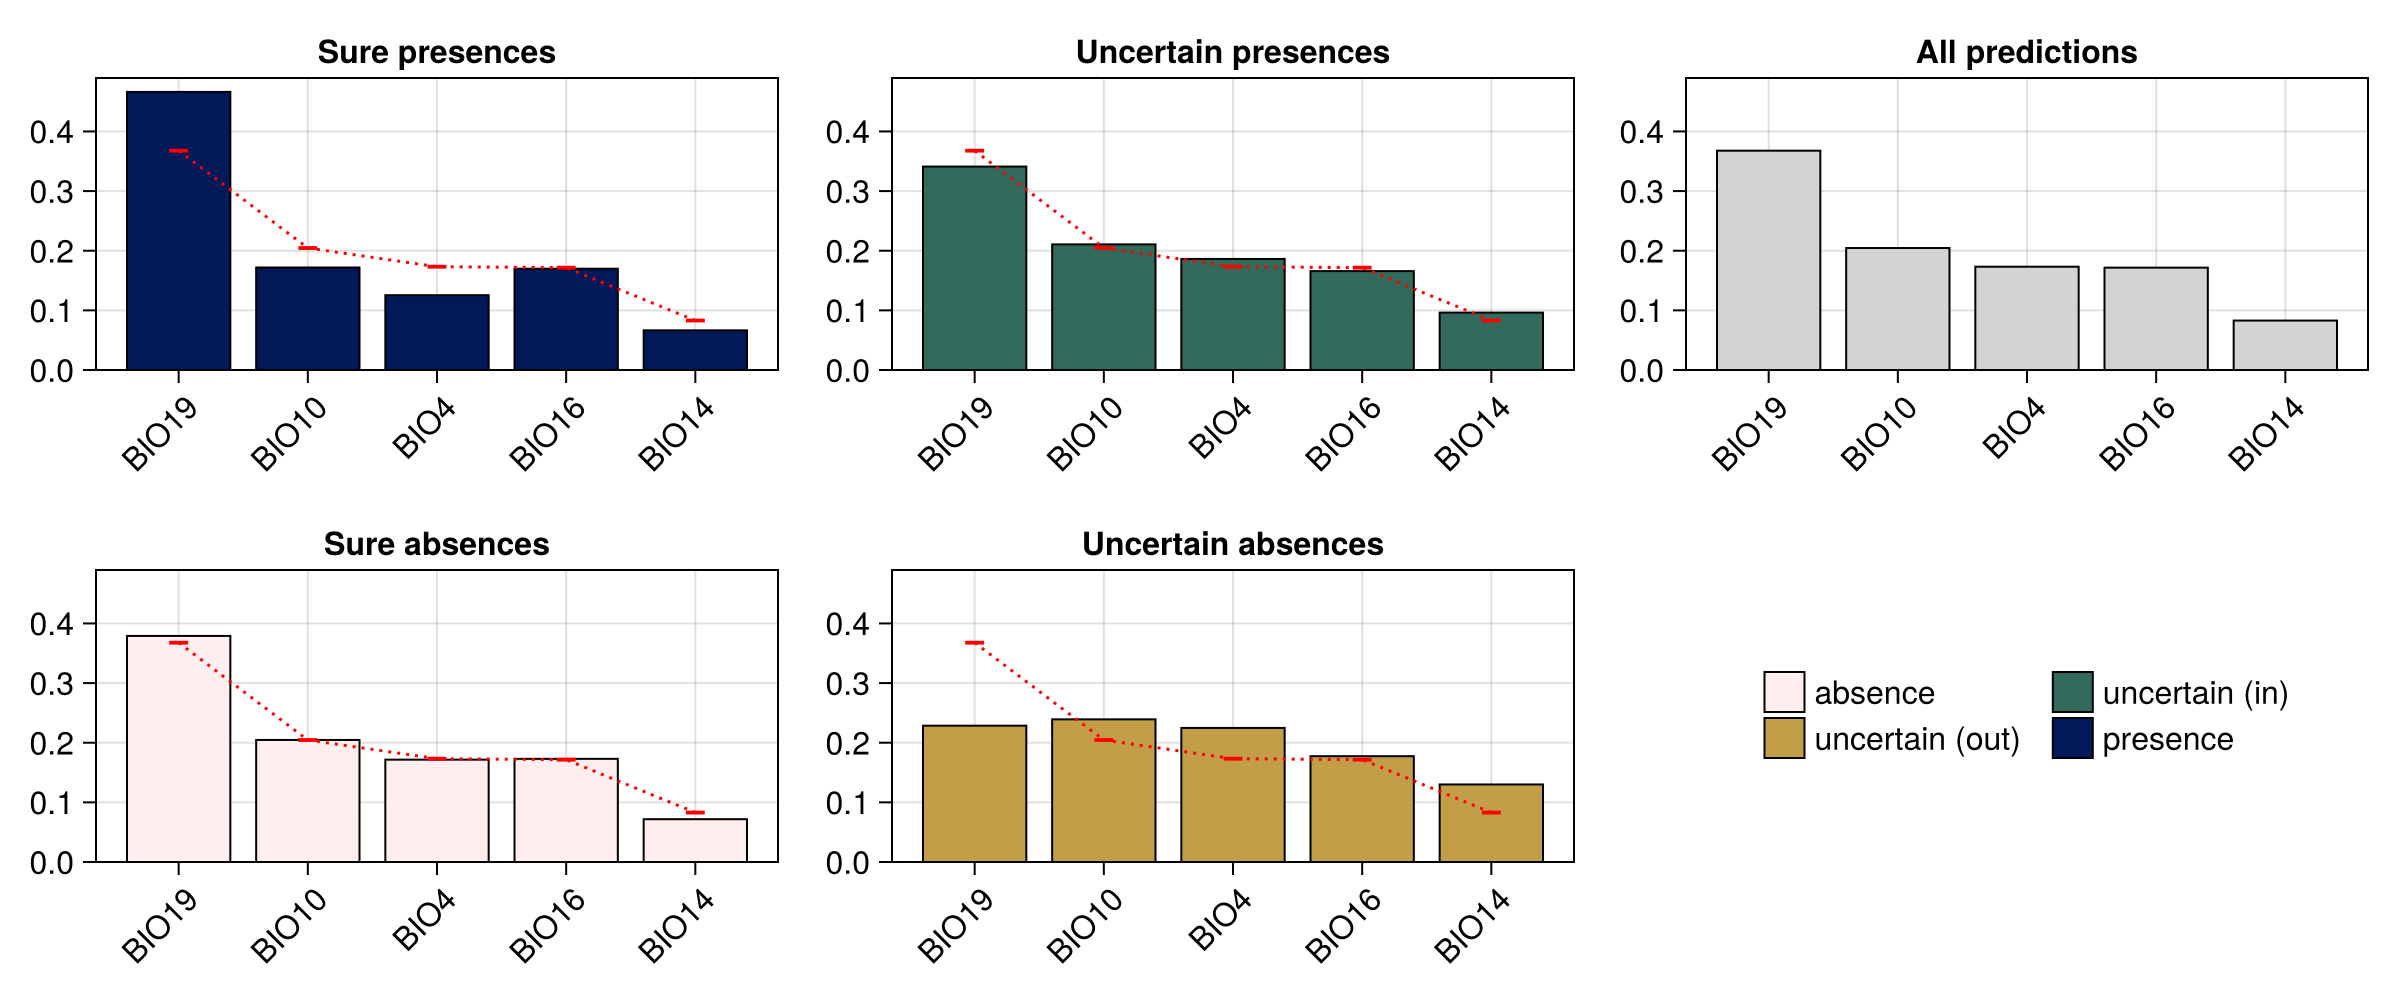 Sure presences
0.4
0.3
0.2
0.1
0.0
BIO19
BIO10
BIO4
BIO16
BIO14
Uncertain presences
0.4
0.3
0.2
0.1
0.0
BIO19
BIO10
BIO4
BIO16
BIO14
All predictions
0.4
0.3
0.2
0.1
0.0
BIO19
BIO10
BIO4
BIO16
BIO14
Sure absences
0.4
0.3
0.2
0.1
0.0
BIO19
BIO10
BIO4
BIO16
BIO14
Uncertain absences
0.4
0.3
0.2
0.1
0.0
BIO19
BIO10
BIO4
BIO16
BIO14
absence
uncertain (in)
uncertain (out)
presence